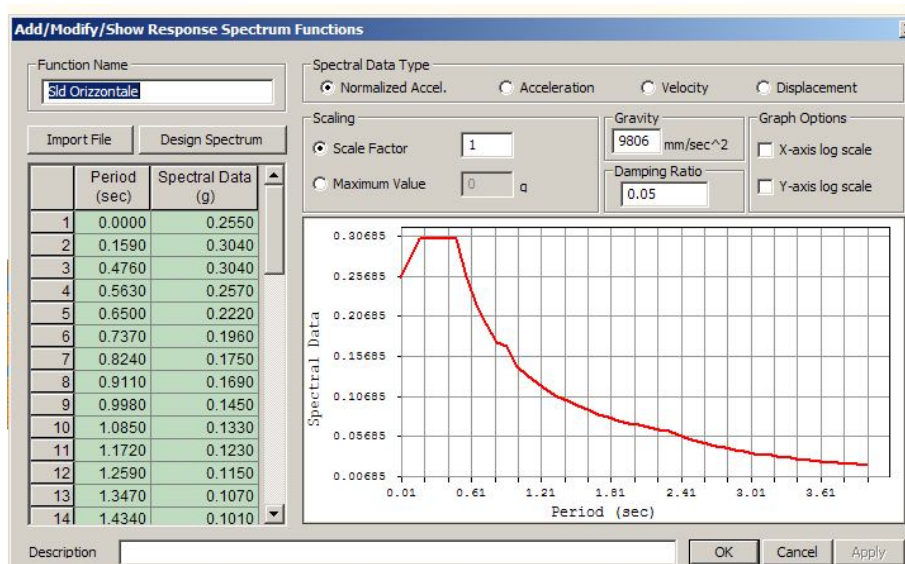 Add/Modify/Show Response Spectrum Functions
Function Name
Sld Orizzontale
Import File
Design Spectrum
Spectral Data Type
Normalized Accel.
Acceleration
Velocity
Displacement
Scaling
Scale Factor
1
Maximum Value
0
g
Gravity
9806 mm/sec^2
Damping Ratio
0.05
Graph Options
X-axis log scale
Y-axis log scale
Period (sec) Spectral Data (g)
1 0.0000 0.2550
2 0.1590 0.3040
3 0.4760 0.3040
4 0.5630 0.2570
5 0.6500 0.2220
6 0.7370 0.1960
7 0.8240 0.1750
8 0.9110 0.1690
9 0.9980 0.1450
10 1.0850 0.1330
11 1.1720 0.1230
12 1.2590 0.1150
13 1.3470 0.1070
14 1.4340 0.1010
Spectral Data
0.30685
0.25685
0.20685
0.15685
0.10685
0.05685
0.00685
0.01 0.61 1.21 1.81 2.41 3.01 3.61
Period (sec)
Description
OK
Cancel
Apply